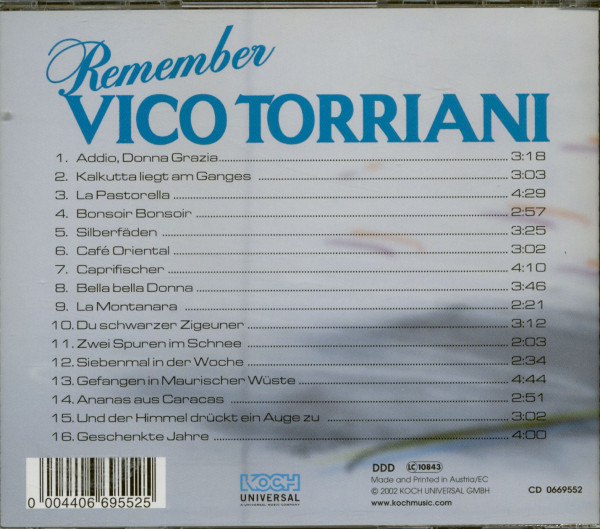 Remember
VICO TORRIANI
1. Addio, Donna Grazia 3:18
2. Kalkutta liegt am Ganges 3:03
3. La Pastorella 4:29
4. Bonsoir Bonsoir 2:57
5. Silberfäden 3:25
6. Café Oriental 3:02
7. Caprifischer 4:10
8. Bella bella Donna 3:46
9. La Montanara 2:21
10. Du schwarzer Zigeuner 3:12
11. Zwei Spuren im Schnee 2:03
12. Siebenmal in der Woche 2:34
13. Gefangen in Maurischer Wüste 4:44
14. Ananas aus Caracas 2:51
15. Und der Himmel drückt ein Auge zu 3:02
16. Geschenkte Jahre 4:00
0 004406 695525
KOCH
UNIVERSAL
A UNIVERSAL MUSIC COMPANY
DDD LC 10843
Made and Printed in Austria/EC
© 2002 KOCH UNIVERSAL GMBH
www.kochmusic.com
CD 0669552